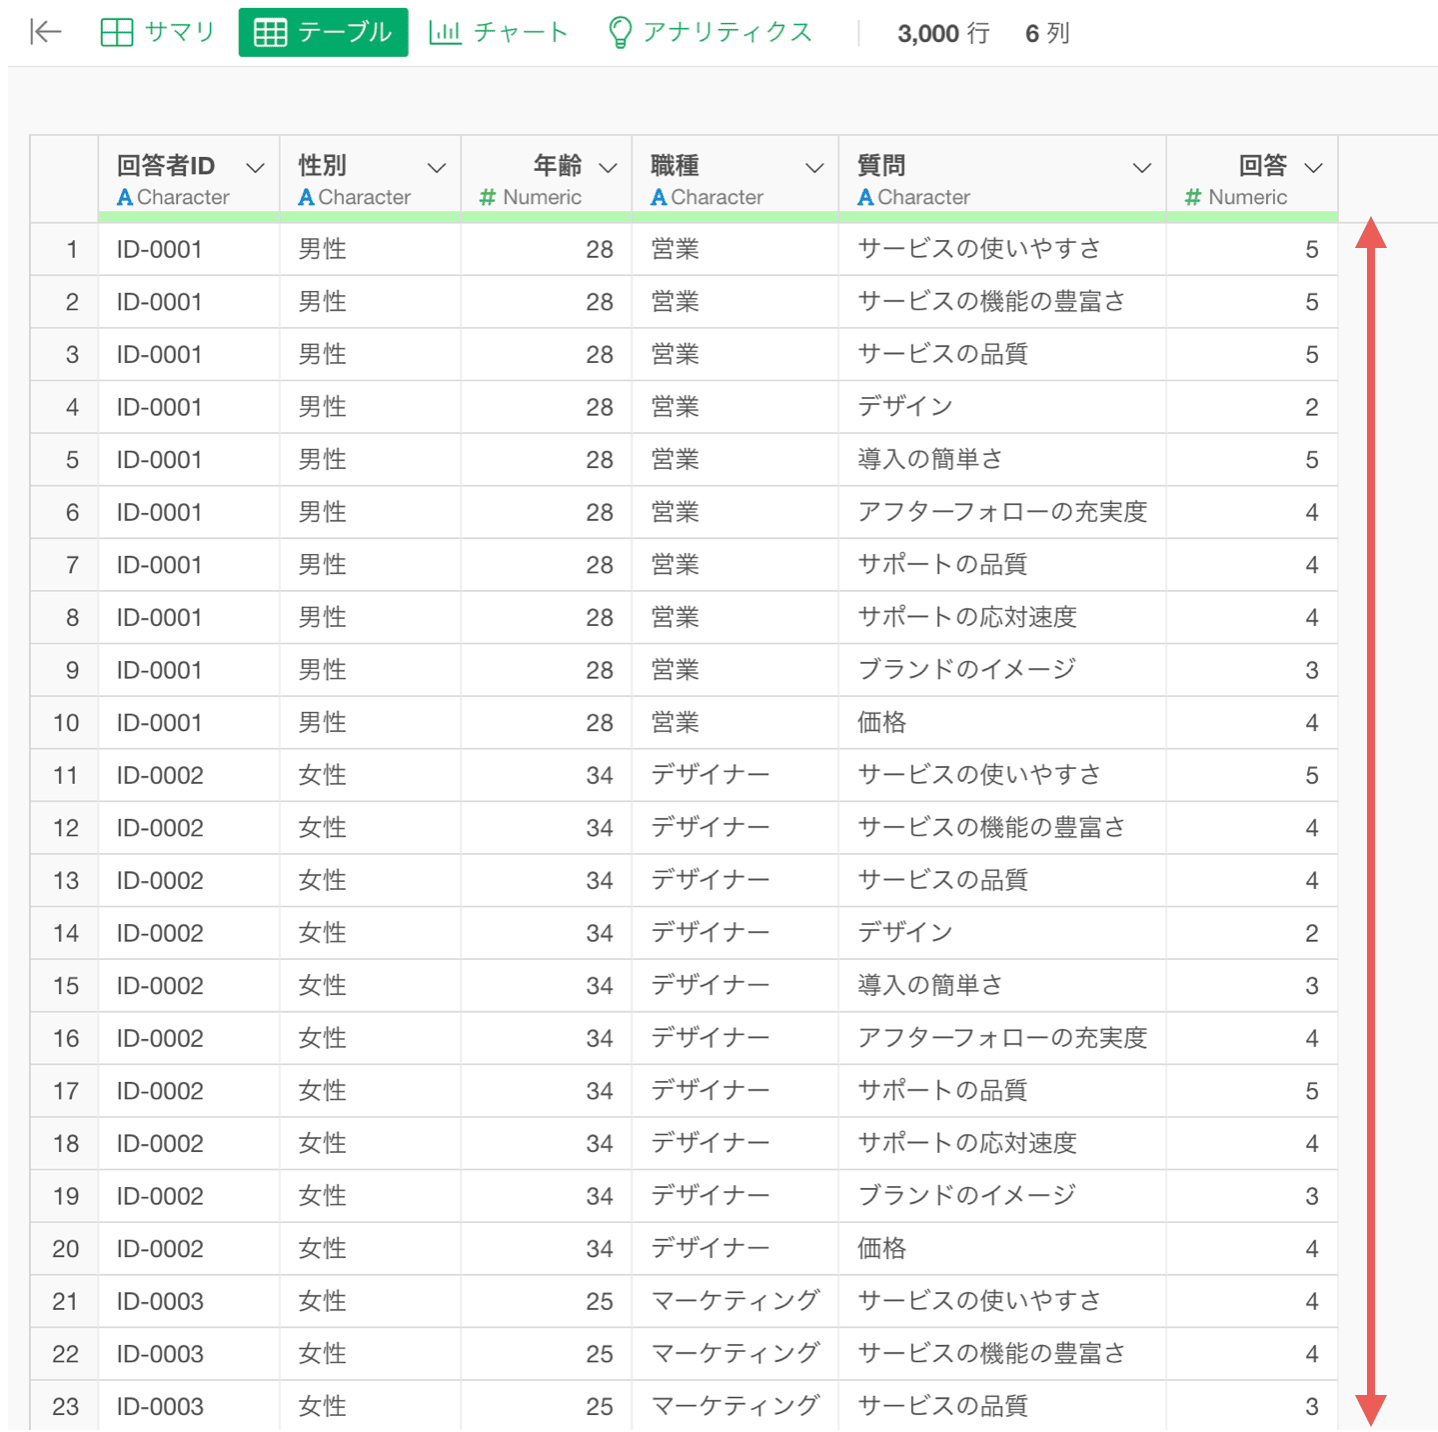 サマリ テーブル チャート アナリティクス 3,000 行 6 列
回答者ID 性別 年齢 職種 質問 回答
A Character A Character # Numeric A Character A Character # Numeric
1 ID-0001 男性 28 営業 サービスの使いやすさ 5
2 ID-0001 男性 28 営業 サービスの機能の豊富さ 5
3 ID-0001 男性 28 営業 サービスの品質 5
4 ID-0001 男性 28 営業 デザイン 2
5 ID-0001 男性 28 営業 導入の簡単さ 5
6 ID-0001 男性 28 営業 アフターフォローの充実度 4
7 ID-0001 男性 28 営業 サポートの品質 4
8 ID-0001 男性 28 営業 サポートの応対速度 4
9 ID-0001 男性 28 営業 ブランドのイメージ 3
10 ID-0001 男性 28 営業 価格 4
11 ID-0002 女性 34 デザイナー サービスの使いやすさ 5
12 ID-0002 女性 34 デザイナー サービスの機能の豊富さ 4
13 ID-0002 女性 34 デザイナー サービスの品質 4
14 ID-0002 女性 34 デザイナー デザイン 2
15 ID-0002 女性 34 デザイナー 導入の簡単さ 3
16 ID-0002 女性 34 デザイナー アフターフォローの充実度 4
17 ID-0002 女性 34 デザイナー サポートの品質 5
18 ID-0002 女性 34 デザイナー サポートの応対速度 4
19 ID-0002 女性 34 デザイナー ブランドのイメージ 3
20 ID-0002 女性 34 デザイナー 価格 4
21 ID-0003 女性 25 マーケティング サービスの使いやすさ 4
22 ID-0003 女性 25 マーケティング サービスの機能の豊富さ 4
23 ID-0003 女性 25 マーケティング サービスの品質 3